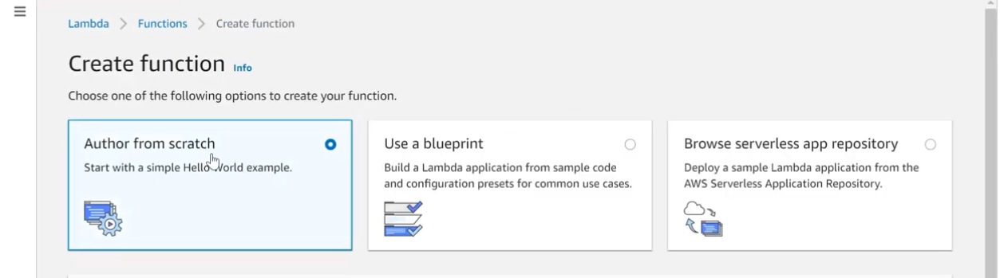 Lambda > Functions > Create function
Create function Info
Choose one of the following options to create your function.
Author from scratch
Start with a simple Hello World example.
Use a blueprint
Build a Lambda application from sample code
and configuration presets for common use cases.
Browse serverless app repository
Deploy a sample Lambda application from the
AWS Serverless Application Repository.